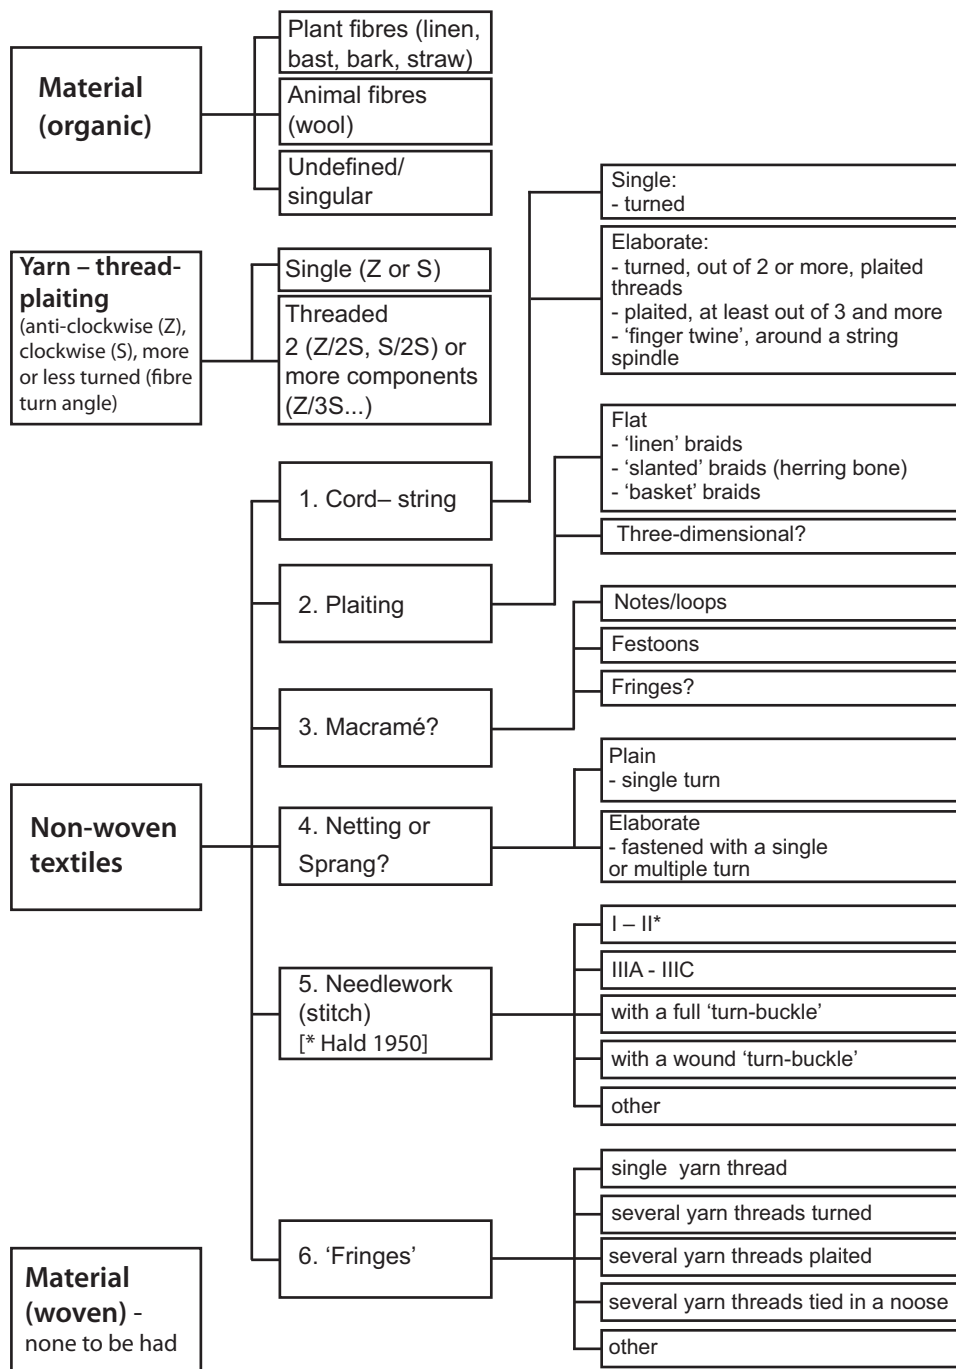 Material
(organic)
Plant fibres (linen,
bast, bark, straw)
Animal fibres
(wool)
Undefined/
singular
Yarn – thread-
plaiting
(anti-clockwise (Z),
clockwise (S), more
or less turned (fibre
turn angle)
Single (Z or S)
Threaded
2 (Z/2S, S/2S) or
more components
(Z/3S...)
Non-woven
textiles
1. Cord– string
Single:
- turned
Elaborate:
- turned, out of 2 or more, plaited
threads
- plaited, at least out of 3 and more
- ‘finger twine’, around a string
spindle
2. Plaiting
Flat
- ‘linen’ braids
- ‘slanted’ braids (herring bone)
- ‘basket’ braids
Three-dimensional?
3. Macramé?
Notes/loops
Festoons
Fringes?
4. Netting or
Sprang?
Plain
- single turn
Elaborate
- fastened with a single
or multiple turn
5. Needlework
(stitch)
[* Hald 1950]
I – II*
IIIA - IIIC
with a full ‘turn-buckle’
with a wound ‘turn-buckle’
other
6. ‘Fringes’
single yarn thread
several yarn threads turned
several yarn threads plaited
several yarn threads tied in a noose
other
Material
(woven) -
none to be had